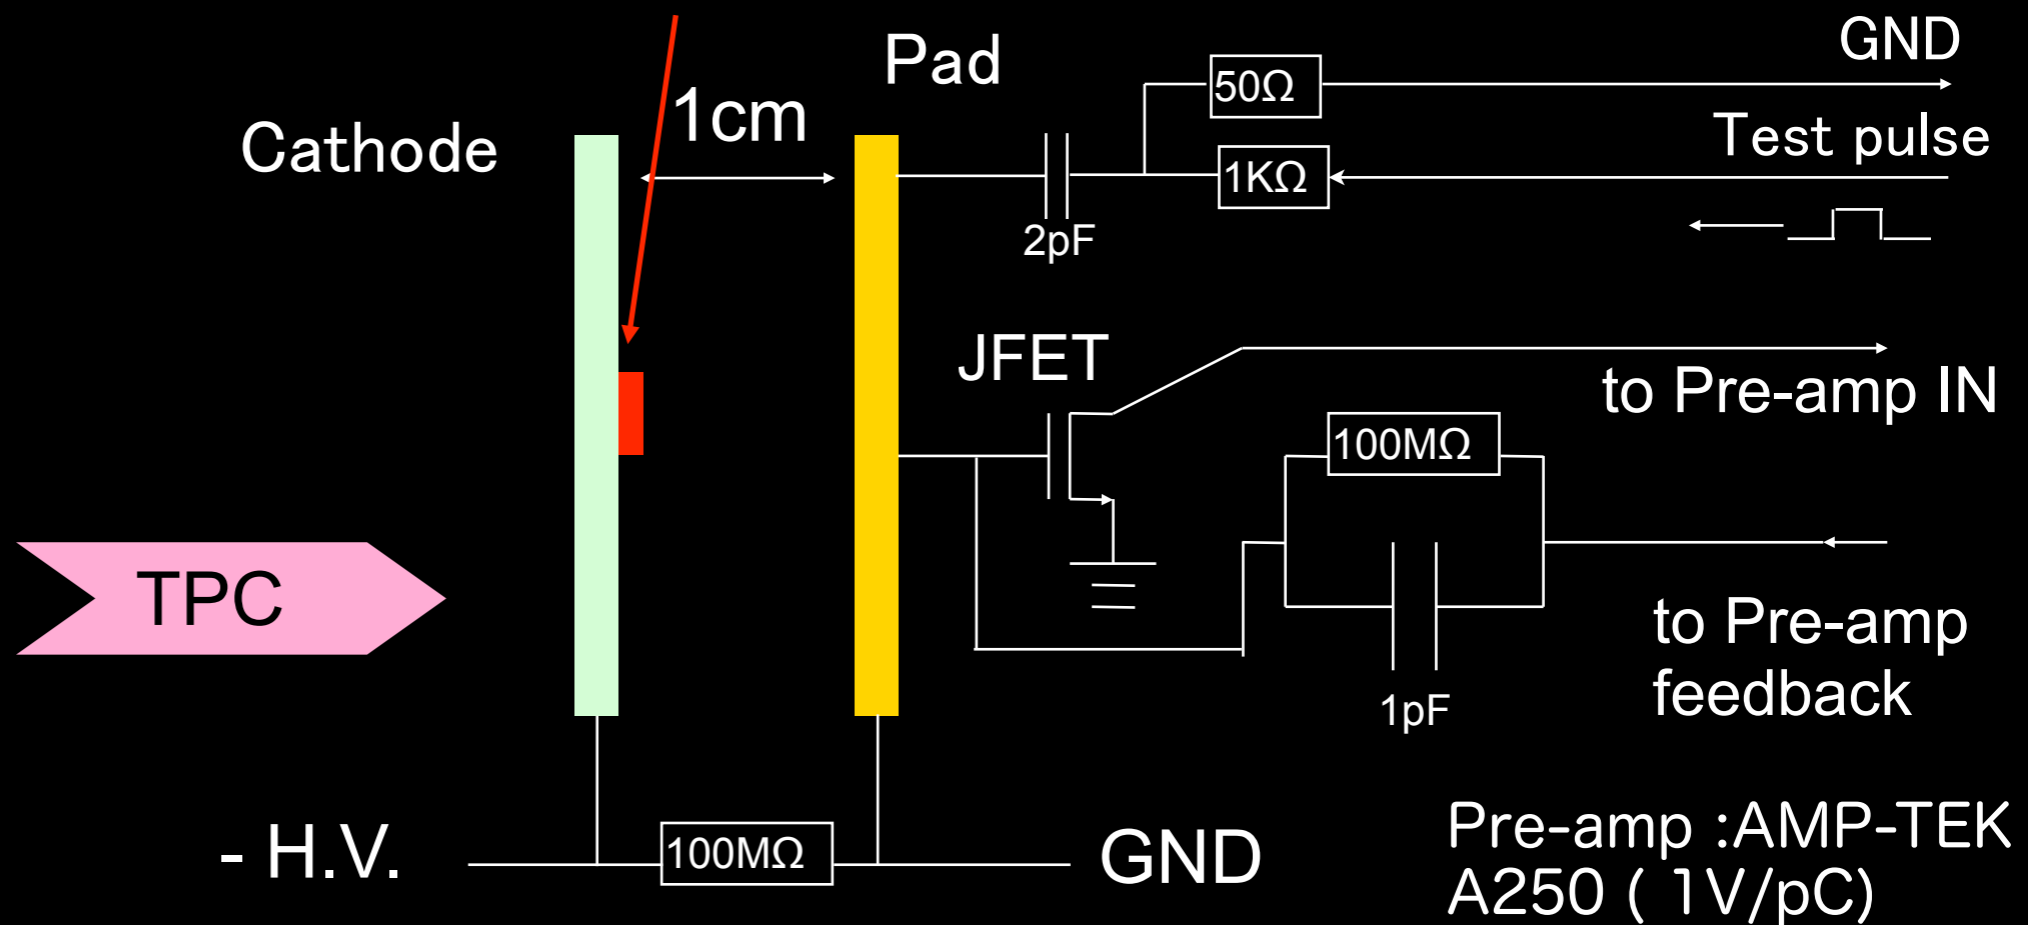 GND
Pad
50Ω
1cm
Test pulse
Cathode
1KΩ
2pF
JFET
to Pre-amp IN
100MΩ
TPC
to Pre-amp
feedback
1pF
- H.V.
100MΩ
GND
Pre-amp :AMP-TEK
A250 ( 1V/pC)